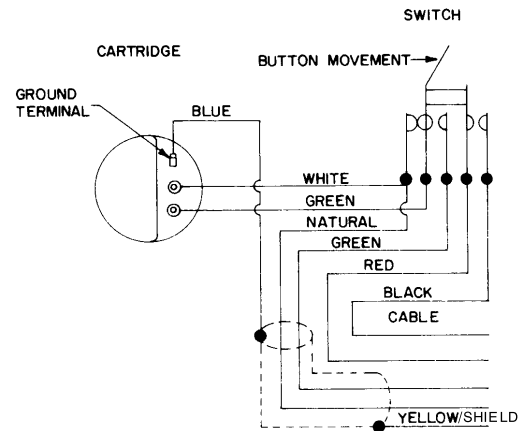 SWITCH
CARTRIDGE
BUTTON MOVEMENT
GROUND
TERMINAL
BLUE
WHITE
GREEN
NATURAL
GREEN
RED
BLACK
CABLE
YELLOW/SHIELD